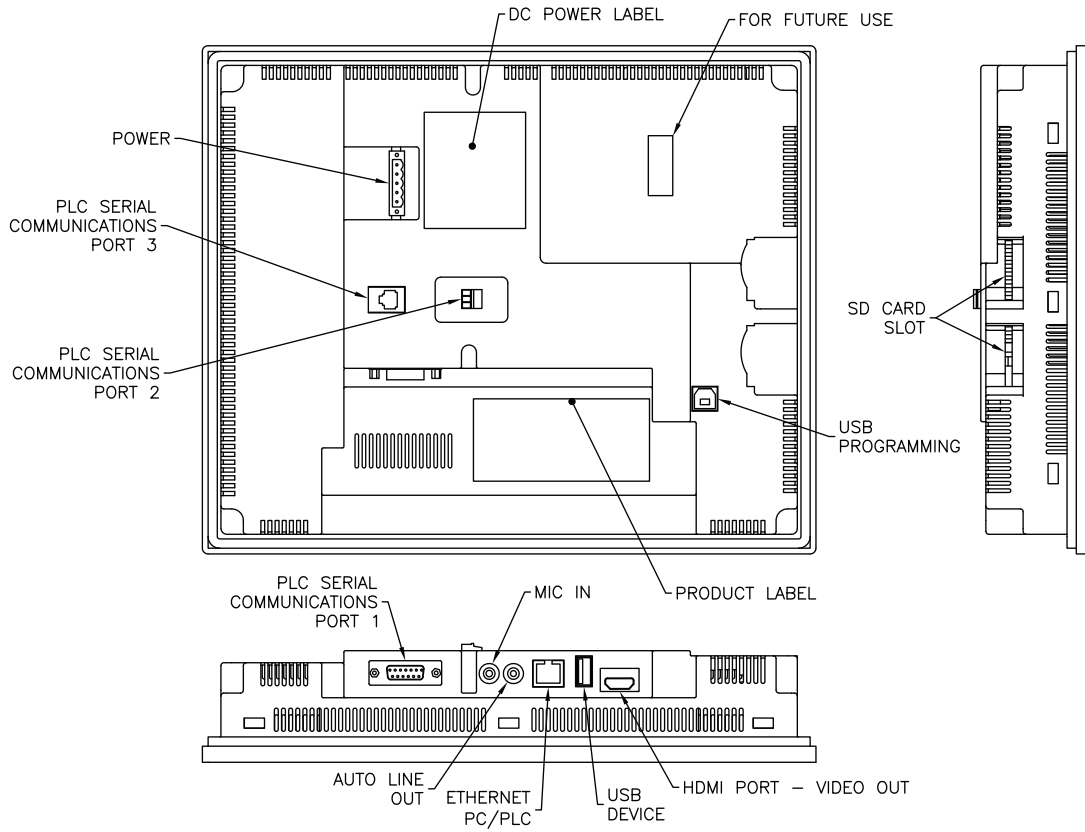 DC POWER LABEL
FOR FUTURE USE
POWER
PLC SERIAL
COMMUNICATIONS
PORT 3
PLC SERIAL
COMMUNICATIONS
PORT 2
SD CARD
SLOT
USB
PROGRAMMING
PRODUCT LABEL
PLC SERIAL
COMMUNICATIONS
PORT 1
MIC IN
AUTO LINE
OUT
ETHERNET
PC/PLC
USB
DEVICE
HDMI PORT – VIDEO OUT